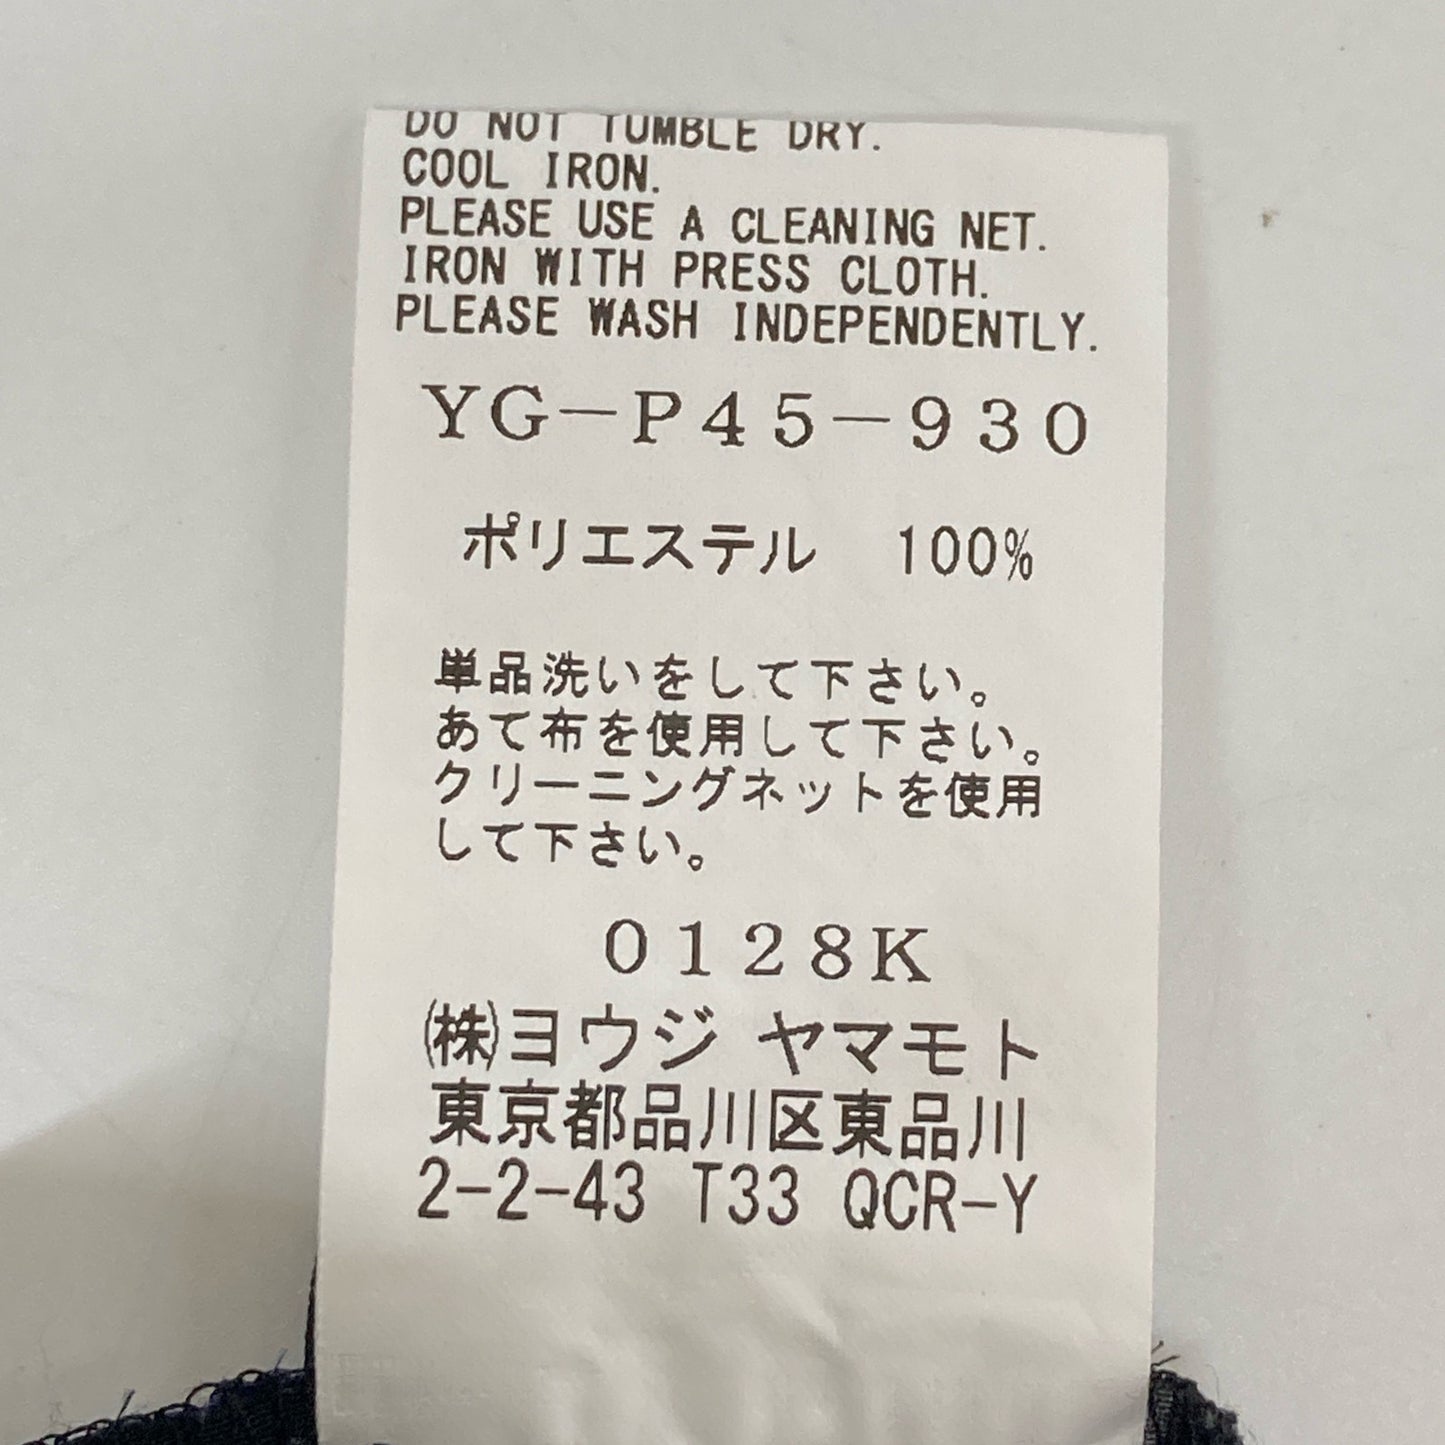 DO NOT TUMBLE DRY.
COOL IRON.
PLEASE USE A CLEANING NET.
IRON WITH PRESS CLOTH.
PLEASE WASH INDEPENDENTLY.
YG-P45-930
ポリエステル 100%
単品洗いをして下さい。
あて布を使用して下さい。
クリーニングネットを使用
して下さい。
0128K
㈱ヨウジ ヤマモト
東京都品川区東品川
2-2-43 T33 QCR-Y